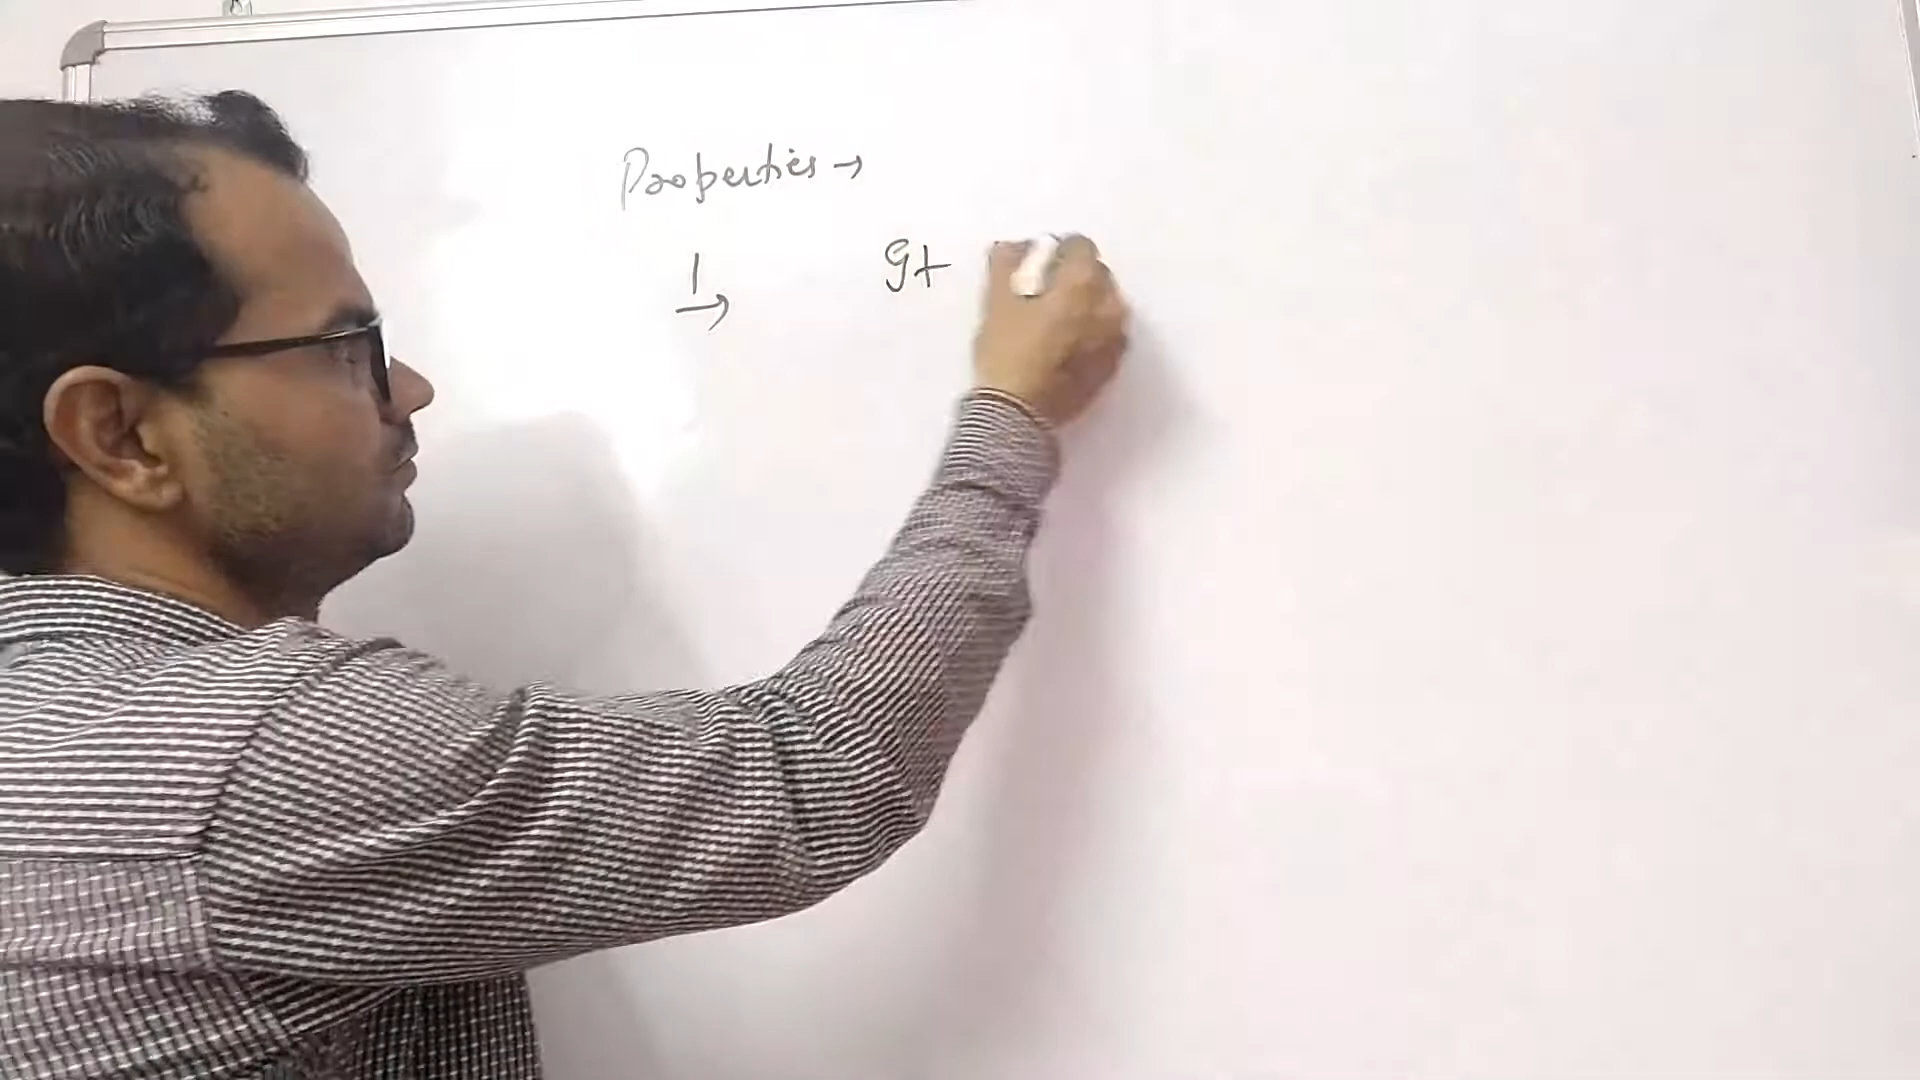 Properties →
1 → It